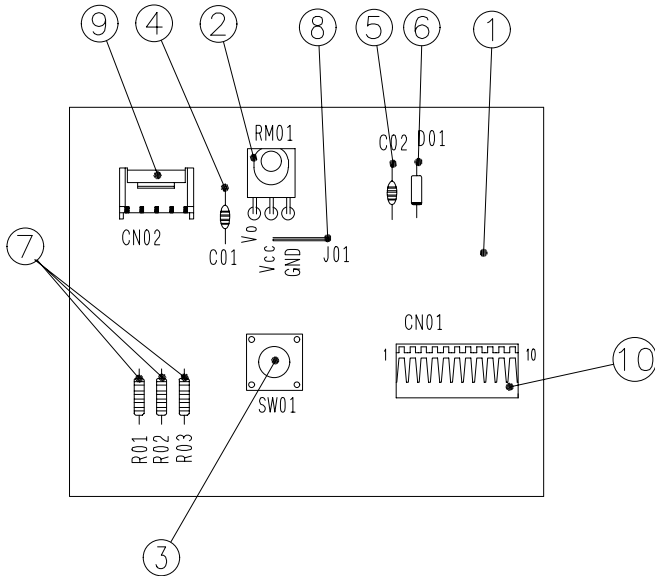 9 4 2 8 5 6 1
RM01
C02 D01
CN02
C01
Vo
Vcc
GND
J01
7
CN01
1 10
10
SW01
R01
R02
R03
3